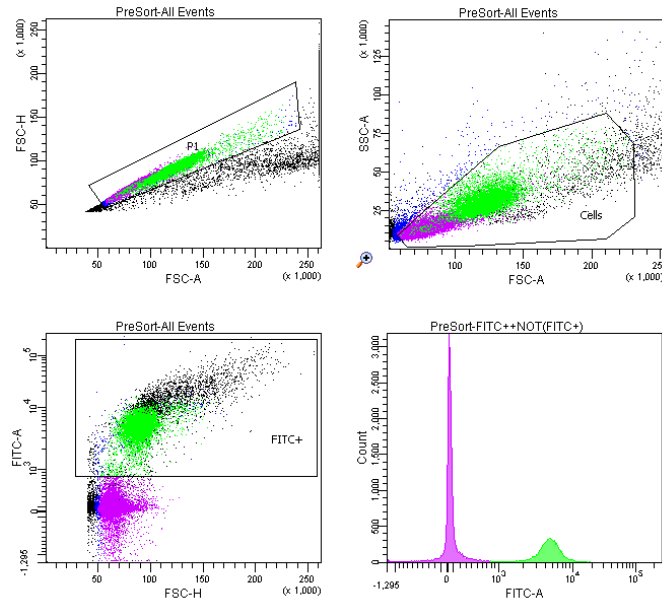 PreSort-All Events
(x 1,000)
FSC-H
250
200
150
100
50
P1
50 100 150 200 250
FSC-A
(x 1,000)
PreSort-All Events
(x 1,000)
SSC-A
125
100
75
50
25
Cells
100 150 200 250
FSC-A
(x 1,000)
PreSort-All Events
FITC-A
10^5
10^4
10^3
0
-1,295
FITC+
50 100 150 200 250
FSC-H
(x 1,000)
PreSort-FITC++NOT(FITC+)
Count
3,000
2,500
2,000
1,500
1,000
500
0
-1,295 0 10^3 10^4 10^5
FITC-A